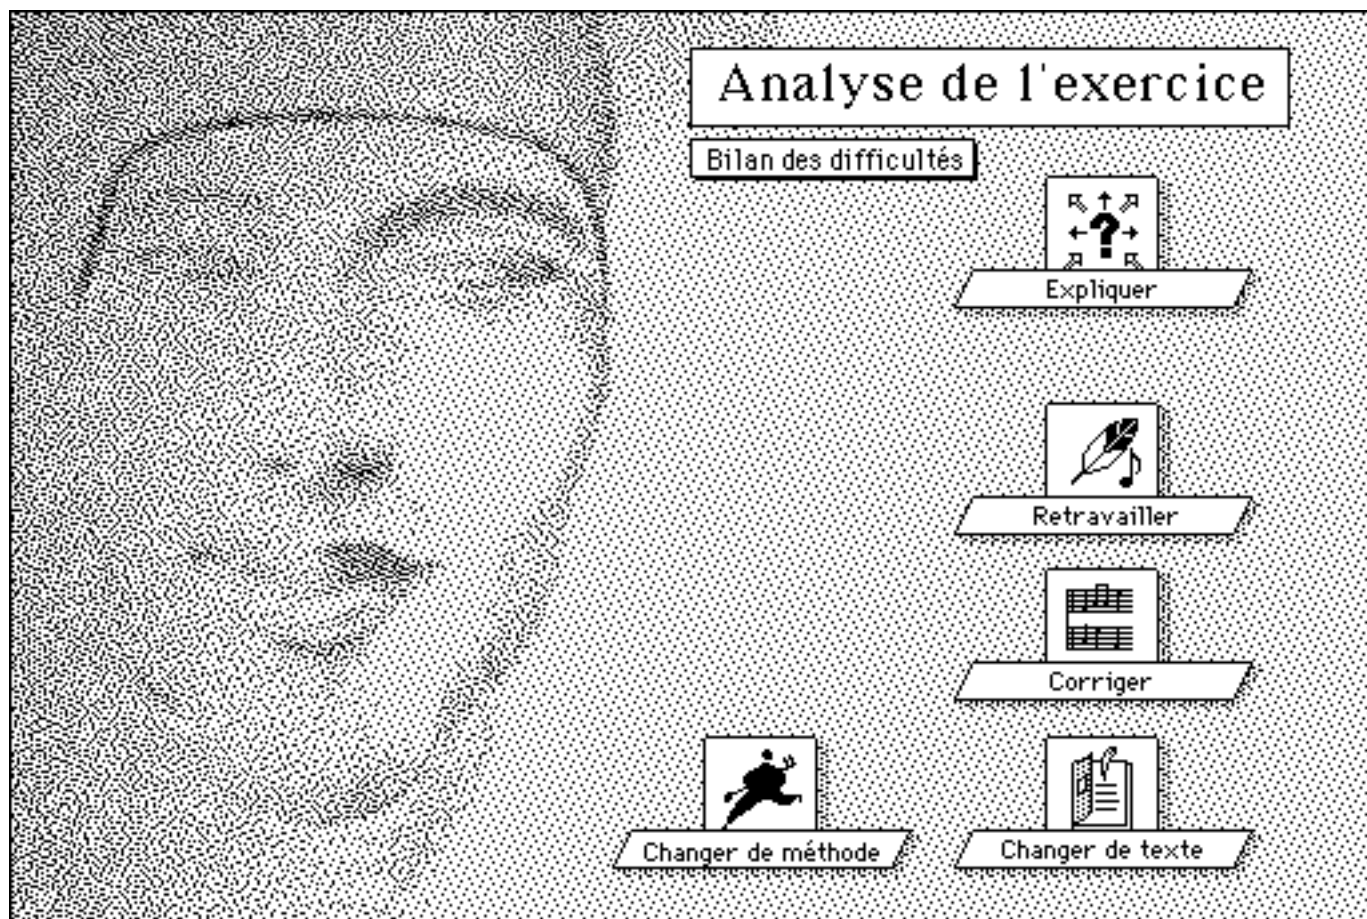 Analyse de l'exercice
Bilan des difficultés
?
Expliquer
Retravailler
Corriger
Changer de méthode
Changer de texte